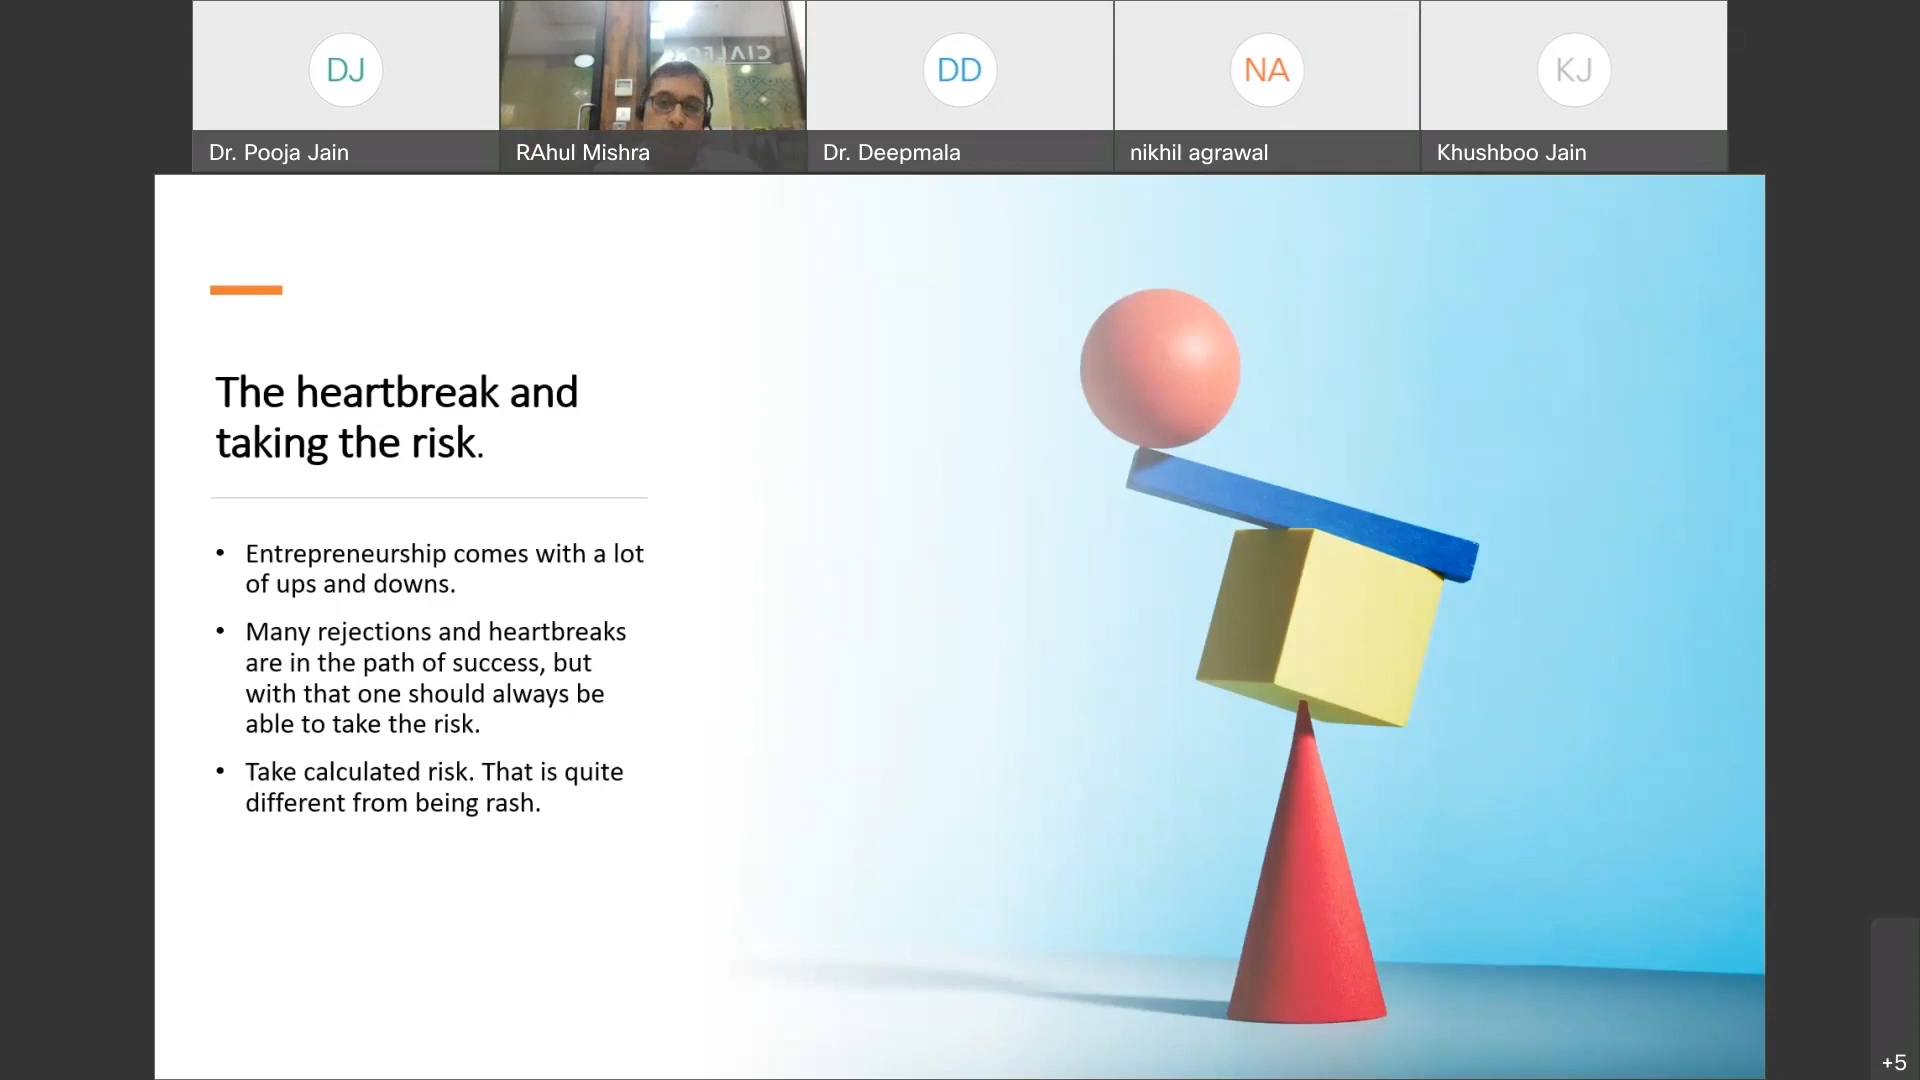 DJ
DD
NA
KJ
Dr. Pooja Jain
RAhul Mishra
Dr. Deepmala
nikhil agrawal
Khushboo Jain
The heartbreak and
taking the risk.
• Entrepreneurship comes with a lot
of ups and downs.
• Many rejections and heartbreaks
are in the path of success, but
with that one should always be
able to take the risk.
• Take calculated risk. That is quite
different from being rash.
+5